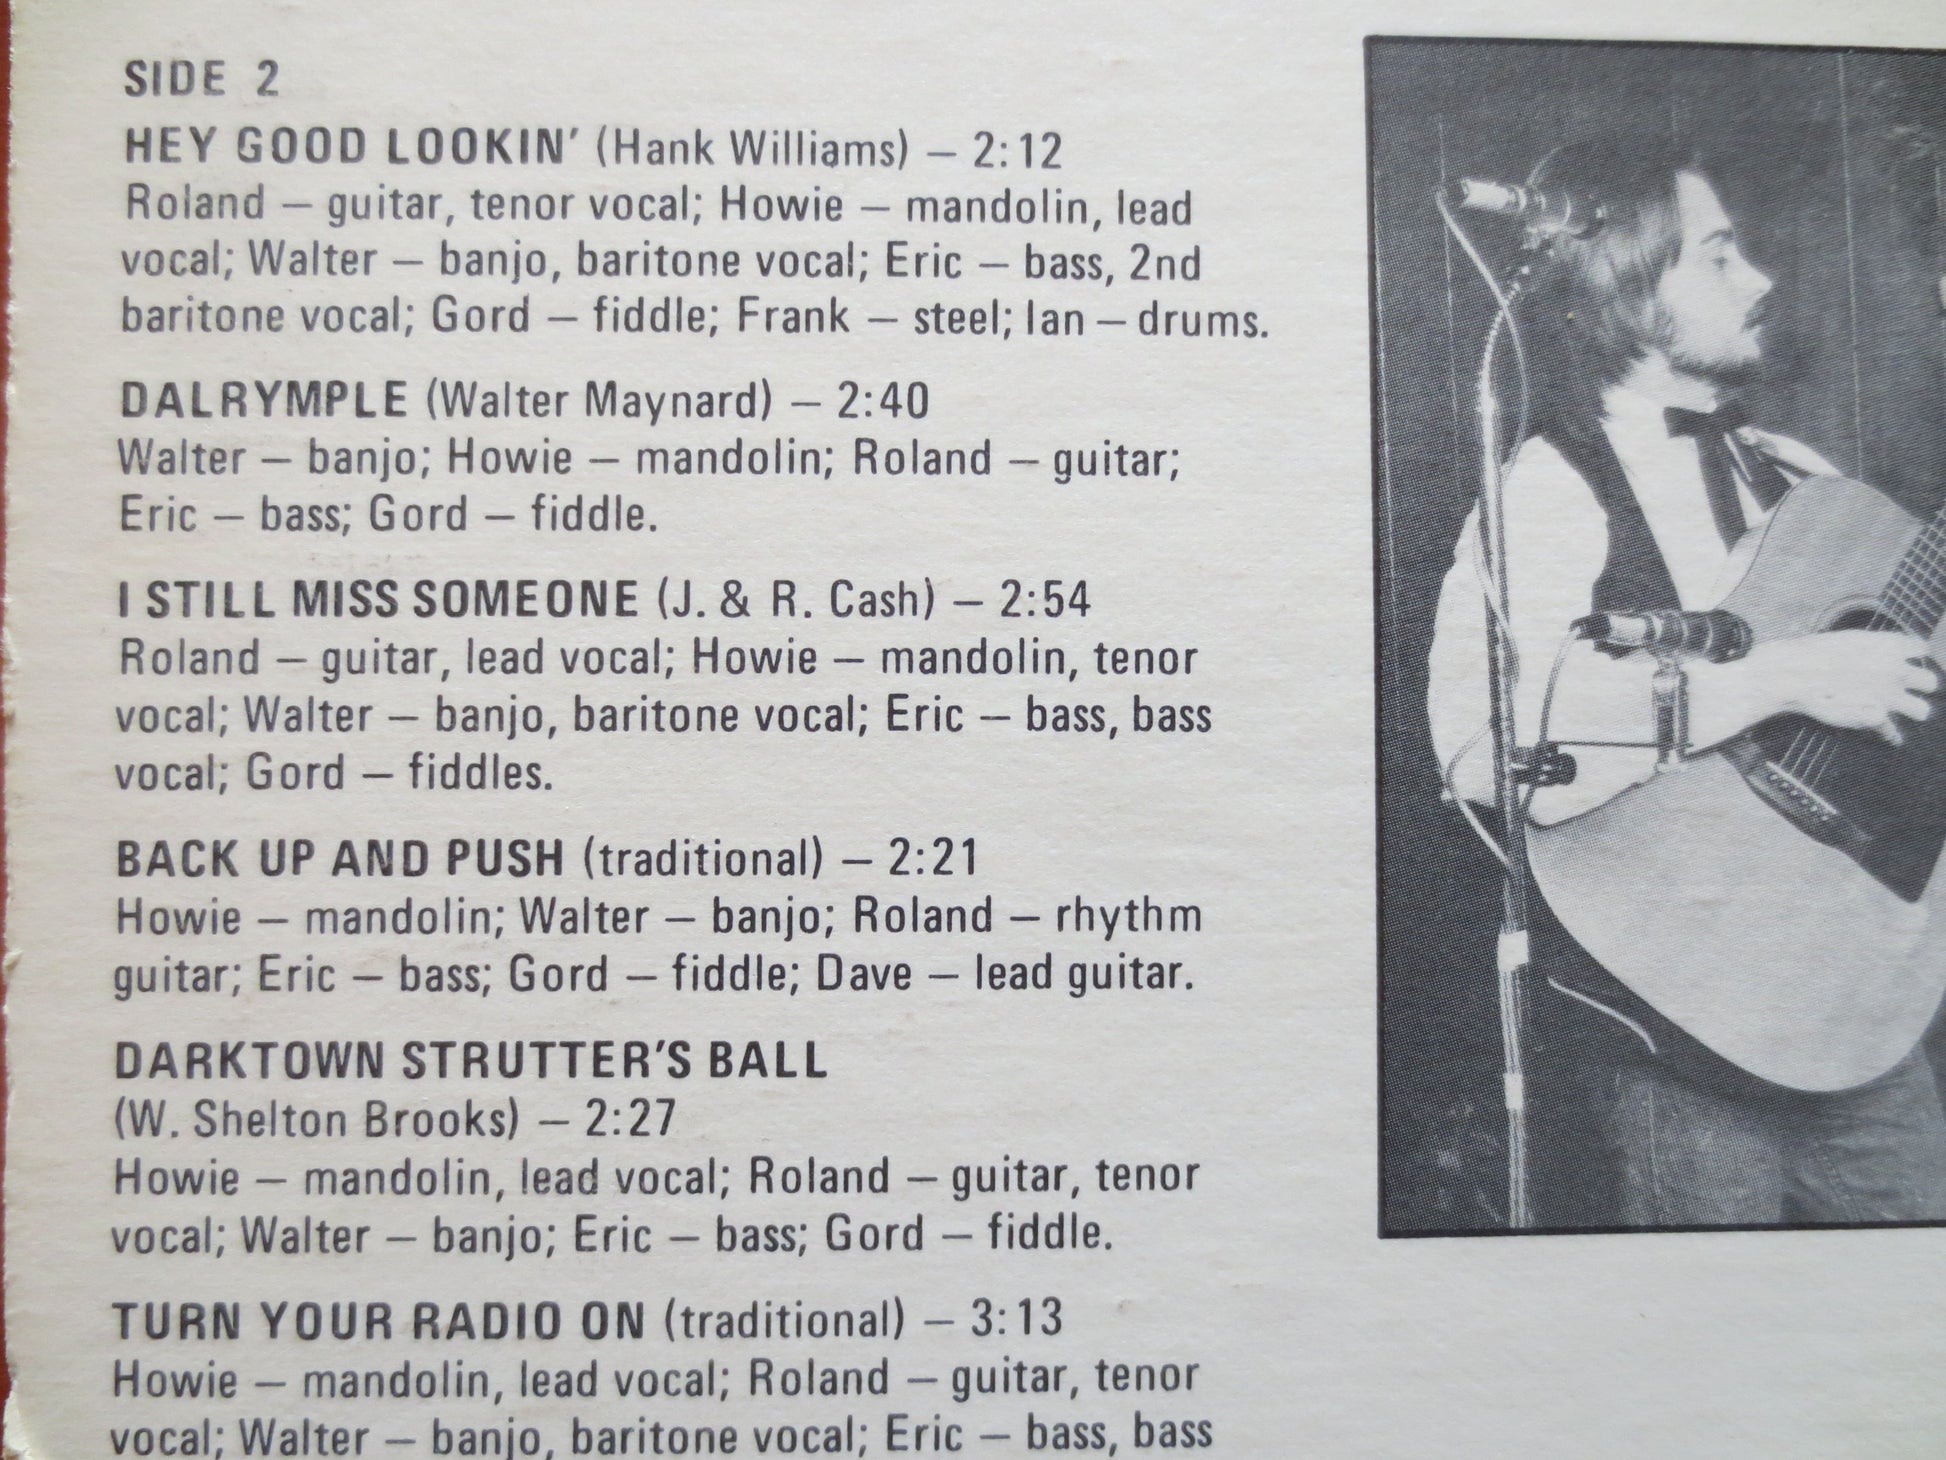 SIDE 2
HEY GOOD LOOKIN' (Hank Williams) – 2:12
Roland – guitar, tenor vocal; Howie – mandolin, lead
vocal; Walter – banjo, baritone vocal; Eric – bass, 2nd
baritone vocal; Gord – fiddle; Frank – steel; Ian – drums.
DALRYMPLE (Walter Maynard) – 2:40
Walter – banjo; Howie – mandolin; Roland – guitar;
Eric – bass; Gord – fiddle.
I STILL MISS SOMEONE (J. & R. Cash) – 2:54
Roland – guitar, lead vocal; Howie – mandolin, tenor
vocal; Walter – banjo, baritone vocal; Eric – bass, bass
vocal; Gord – fiddles.
BACK UP AND PUSH (traditional) – 2:21
Howie – mandolin; Walter – banjo; Roland – rhythm
guitar; Eric – bass; Gord – fiddle; Dave – lead guitar.
DARKTOWN STRUTTER'S BALL
(W. Shelton Brooks) – 2:27
Howie – mandolin, lead vocal; Roland – guitar, tenor
vocal; Walter – banjo; Eric – bass; Gord – fiddle.
TURN YOUR RADIO ON (traditional) – 3:13
Howie – mandolin, lead vocal; Roland – guitar, tenor
vocal; Walter – banjo, baritone vocal; Eric – bass, bass